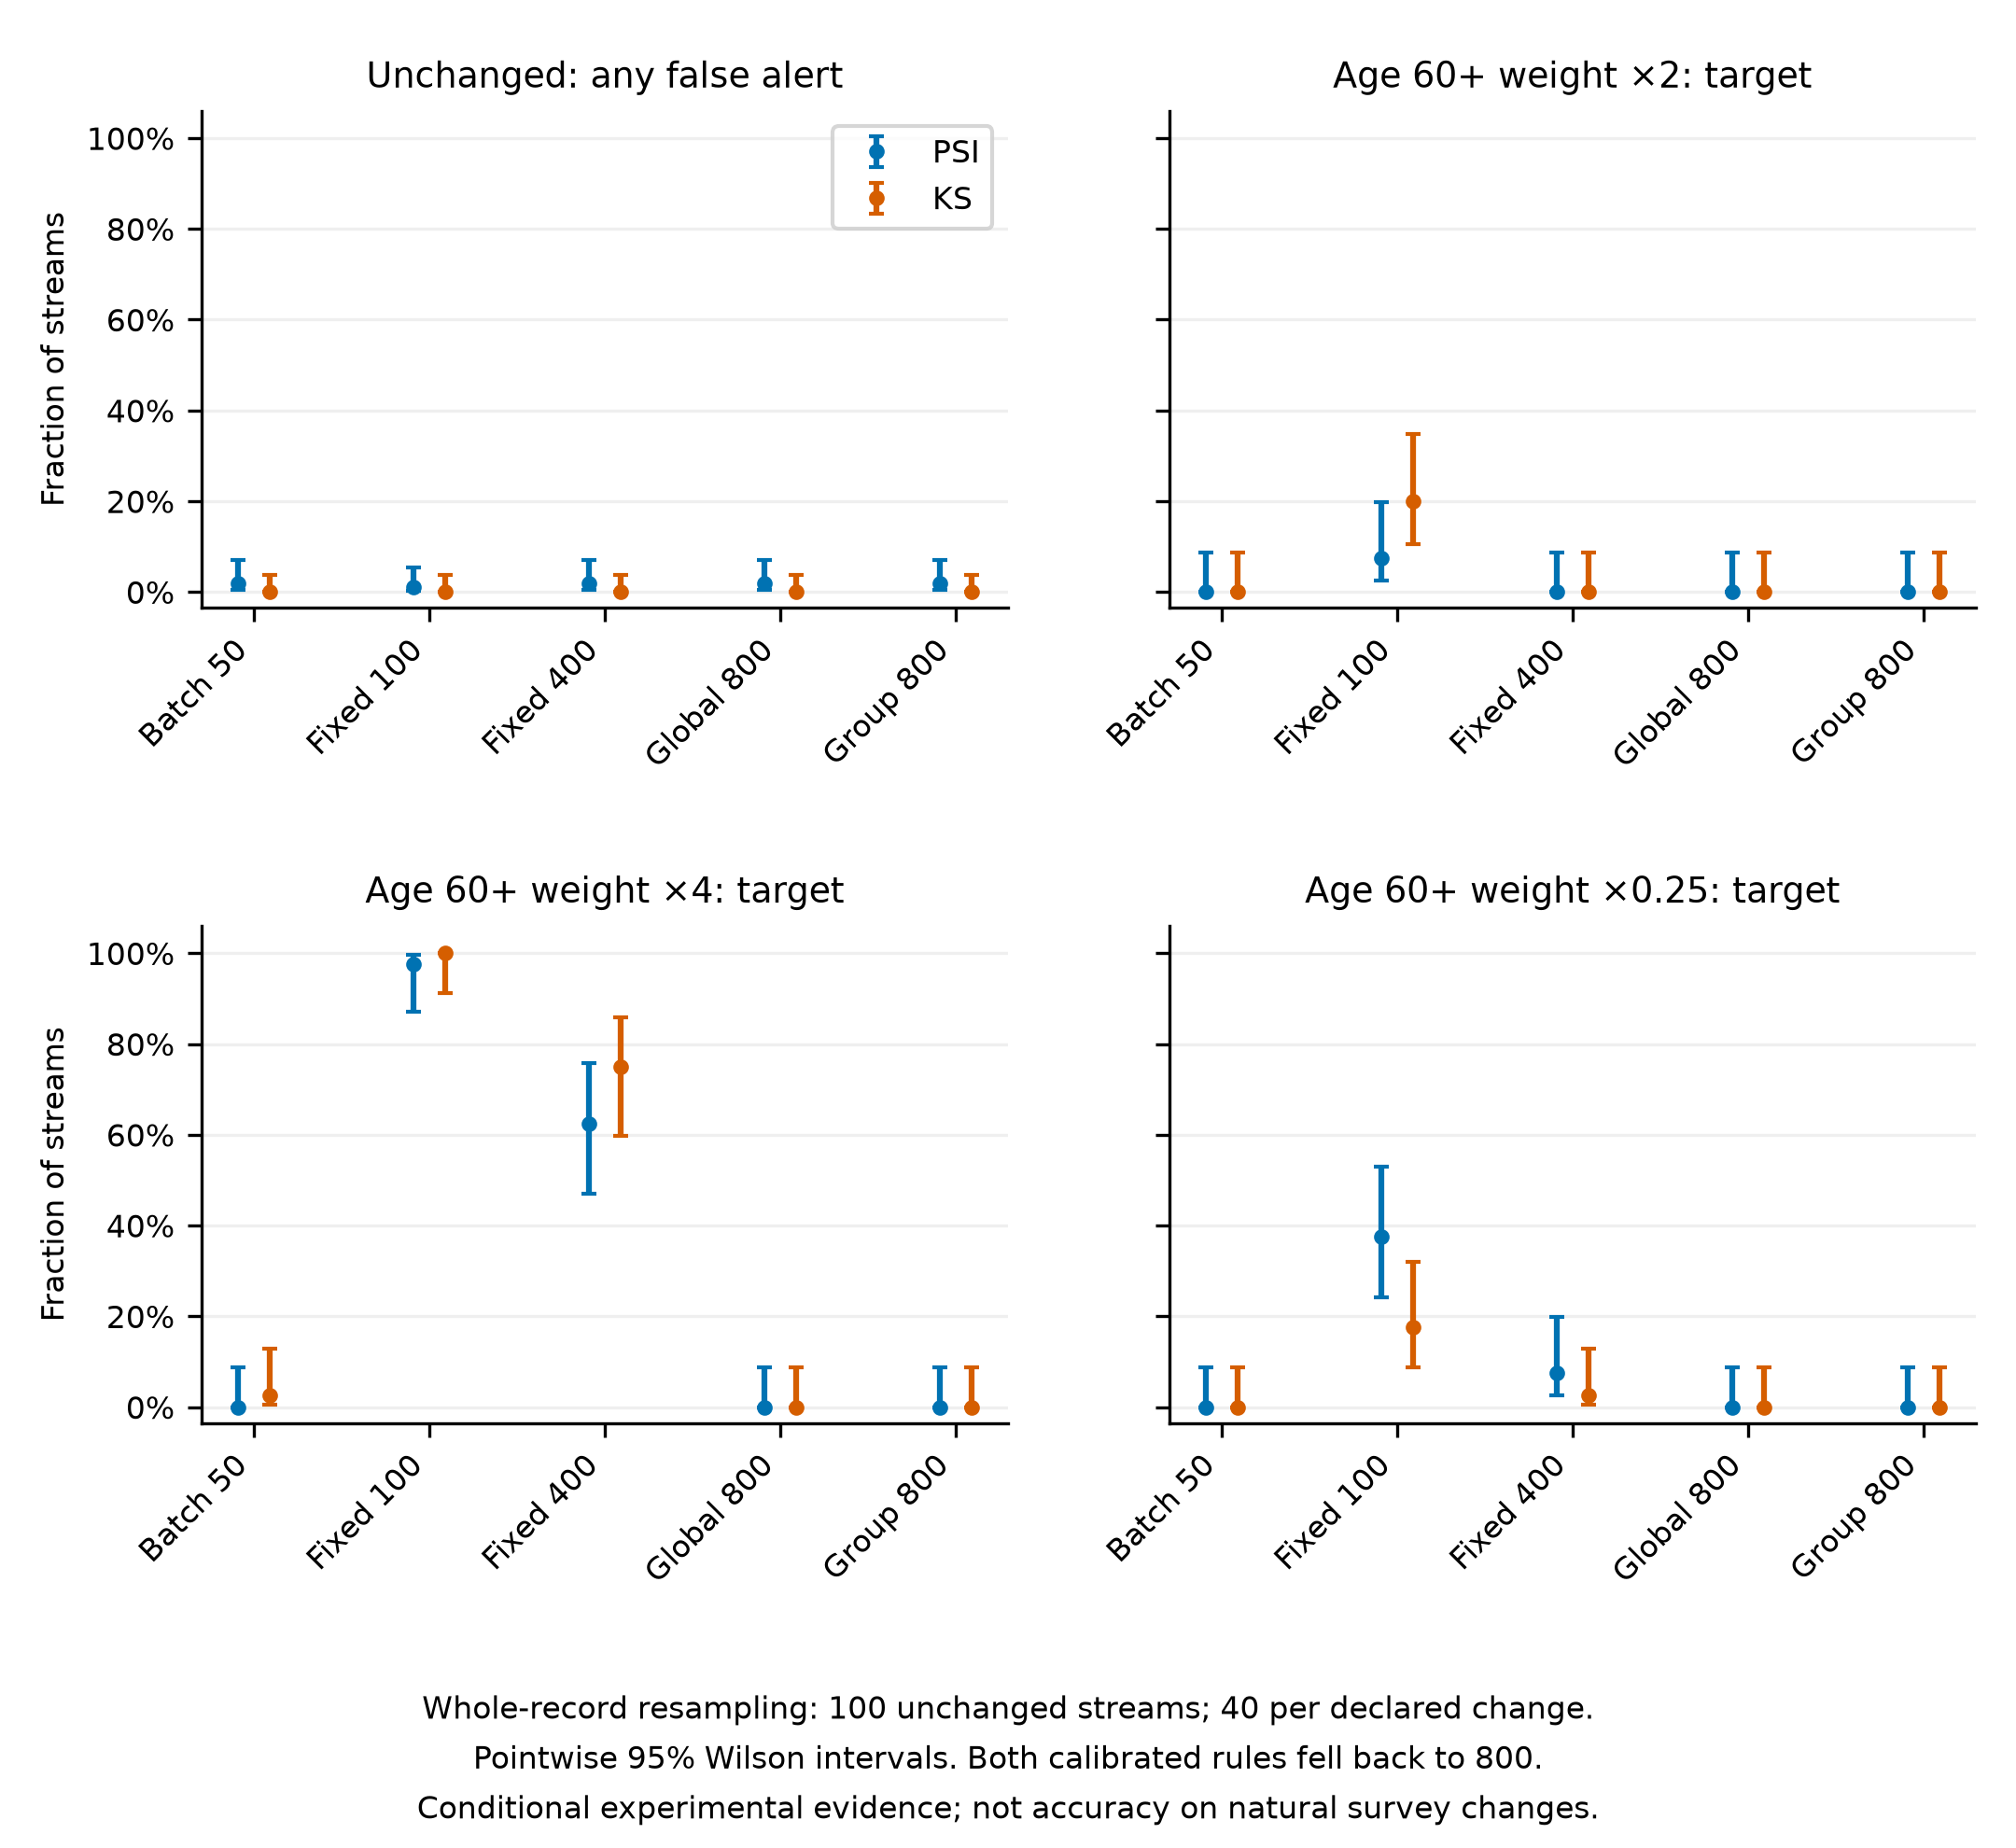 Unchanged: any false alert
100%
80%
60%
40%
20%
0%
Fraction of streams
PSI
KS
Batch 50
Fixed 100
Fixed 400
Global 800
Group 800
Age 60+ weight ×2: target
Batch 50
Fixed 100
Fixed 400
Global 800
Group 800
Age 60+ weight ×4: target
100%
80%
60%
40%
20%
0%
Fraction of streams
Batch 50
Fixed 100
Fixed 400
Global 800
Group 800
Age 60+ weight ×0.25: target
Batch 50
Fixed 100
Fixed 400
Global 800
Group 800
Whole-record resampling: 100 unchanged streams; 40 per declared change.
Pointwise 95% Wilson intervals. Both calibrated rules fell back to 800.
Conditional experimental evidence; not accuracy on natural survey changes.